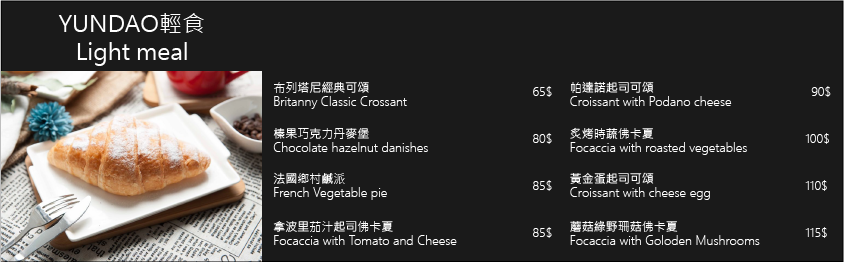 YUNDAO輕食
Light meal
布列塔尼經典可頌
Britanny Classic Crossant
65$
榛果巧克力丹麥堡
Chocolate hazelnut danishes
80$
法國鄉村鹹派
French Vegetable pie
85$
拿波里茄汁起司佛卡夏
Focaccia with Tomato and Cheese
85$
帕達諾起司可頌
Croissant with Podano cheese
90$
炙烤時蔬佛卡夏
Focaccia with roasted vegetables
100$
黃金蛋起司可頌
Croissant with cheese egg
110$
蘑菇綠野珊菇佛卡夏
Focaccia with Goloden Mushrooms
115$